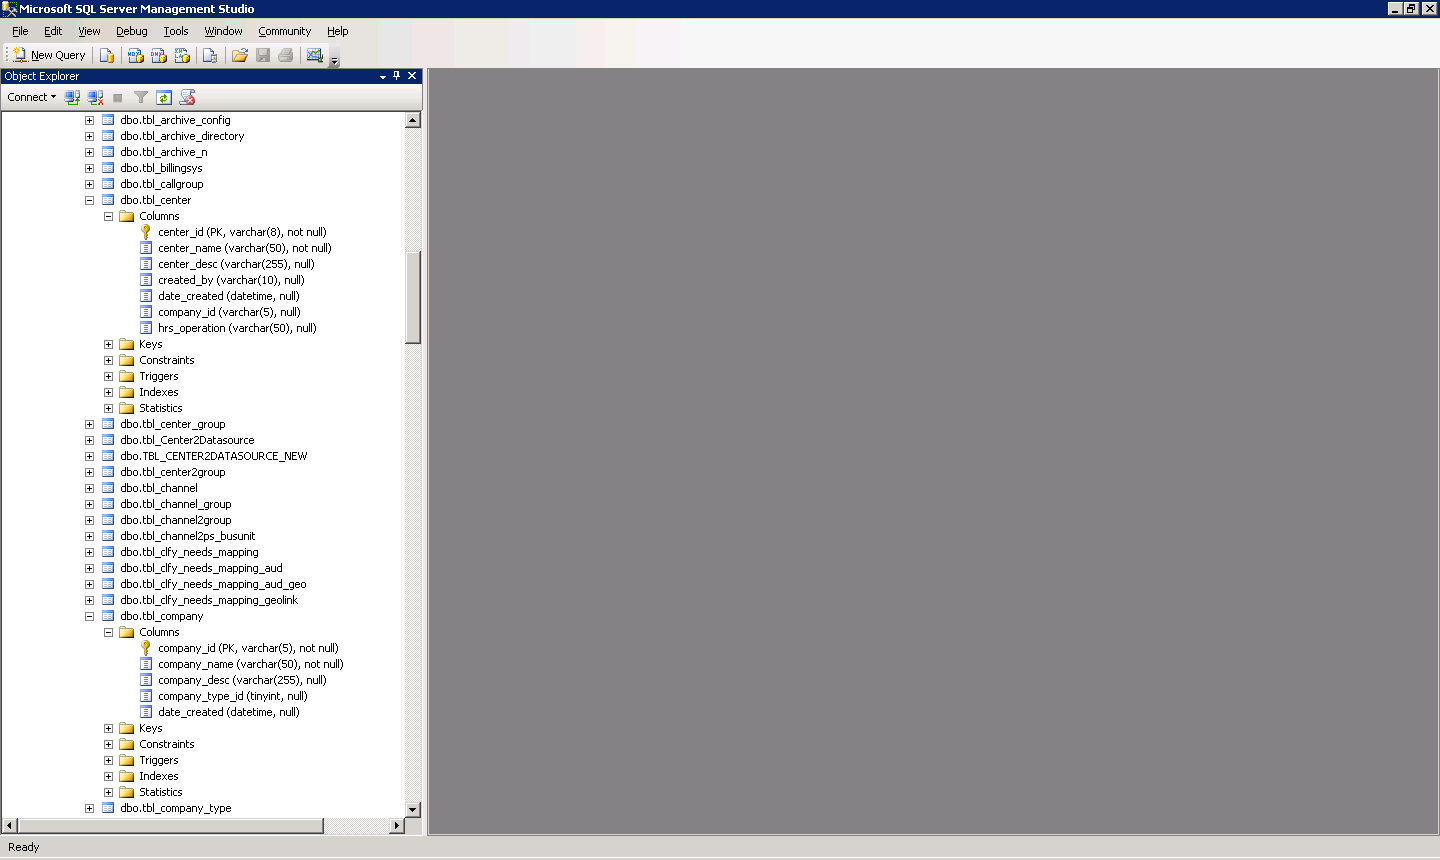 Microsoft SQL Server Management Studio
File Edit View Debug Tools Window Community Help
New Query
Object Explorer
Connect
dbo.tbl_archive_config
dbo.tbl_archive_directory
dbo.tbl_archive_n
dbo.tbl_billingsys
dbo.tbl_callgroup
dbo.tbl_center
Columns
center_id (PK, varchar(8), not null)
center_name (varchar(50), not null)
center_desc (varchar(255), null)
created_by (varchar(10), null)
date_created (datetime, null)
company_id (varchar(5), null)
hrs_operation (varchar(50), null)
Keys
Constraints
Triggers
Indexes
Statistics
dbo.tbl_center_group
dbo.tbl_Center2Datasource
dbo.TBL_CENTER2DATASOURCE_NEW
dbo.tbl_center2group
dbo.tbl_channel
dbo.tbl_channel_group
dbo.tbl_channel2group
dbo.tbl_channel2ps_busunit
dbo.tbl_clfy_needs_mapping
dbo.tbl_clfy_needs_mapping_aud
dbo.tbl_clfy_needs_mapping_aud_geo
dbo.tbl_clfy_needs_mapping_geolink
dbo.tbl_company
Columns
company_id (PK, varchar(5), not null)
company_name (varchar(50), not null)
company_desc (varchar(255), null)
company_type_id (tinyint, null)
date_created (datetime, null)
Keys
Constraints
Triggers
Indexes
Statistics
dbo.tbl_company_type
Ready